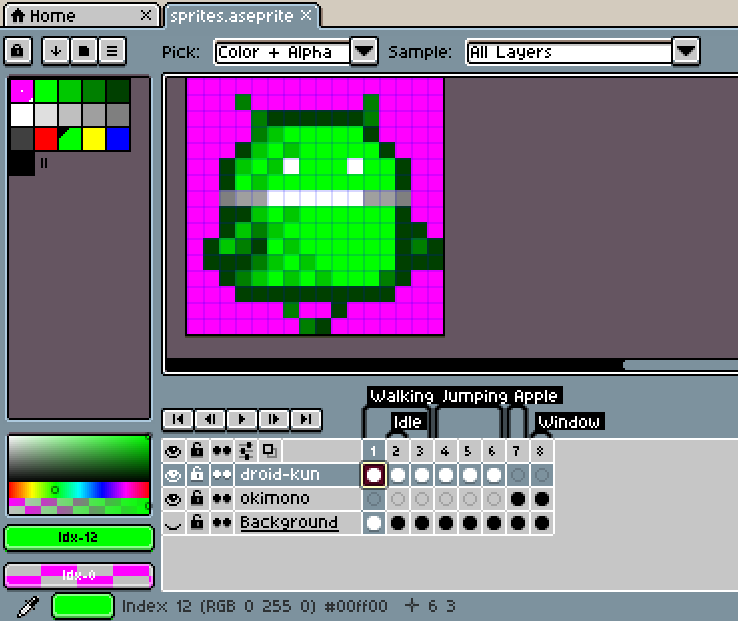 Home
sprites.aseprite
Pick: Color + Alpha Sample: All Layers
Walking Jumping Apple
Idle Window
1 2 3 4 5 6 7 8
droid-kun
okimono
Background
Idx-12
Idx-0
Index 12 (RGB 0 255 0) #00ff00 6 3